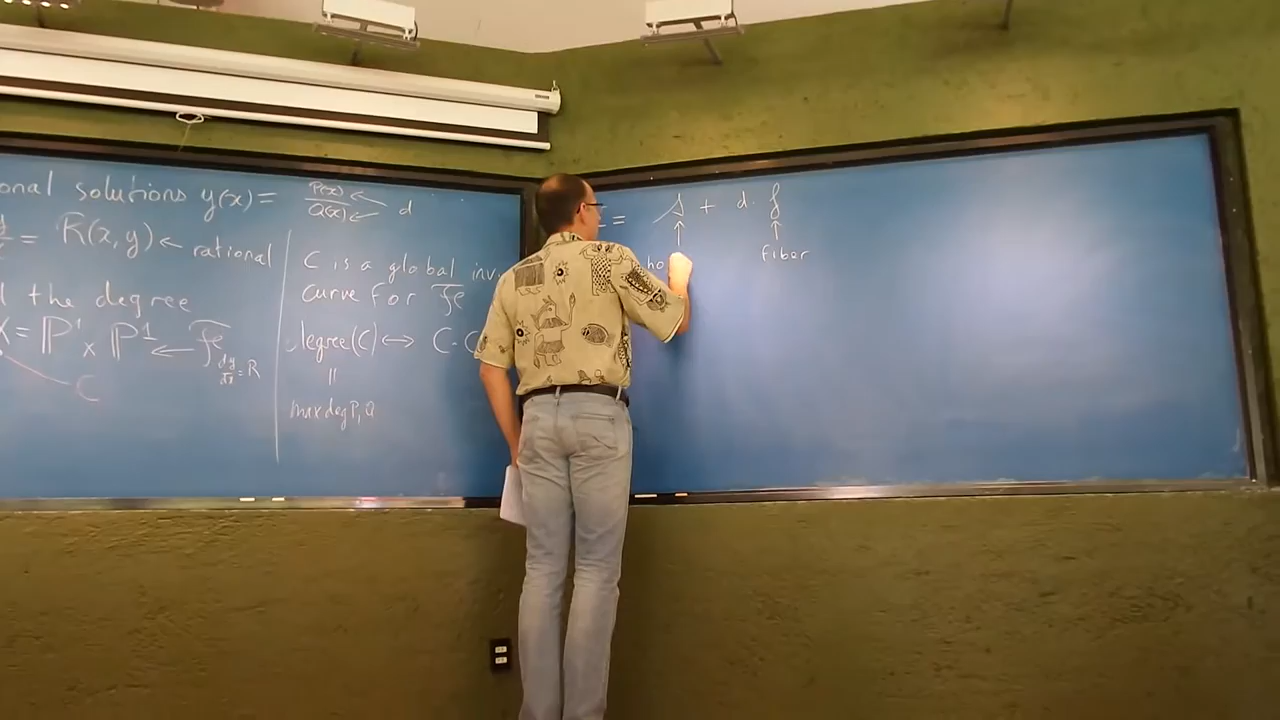 onal solutions y(x) = P(x)/Q(x) d
= R(x,y) ← rational
the degree
X = ℙ¹ x ℙ¹ ← F
dy/dx = R
C
C is a global inv.
curve for F
degree(C) ↔ C·C
=
max deg P, Q
= s + d · f
ho
fiber